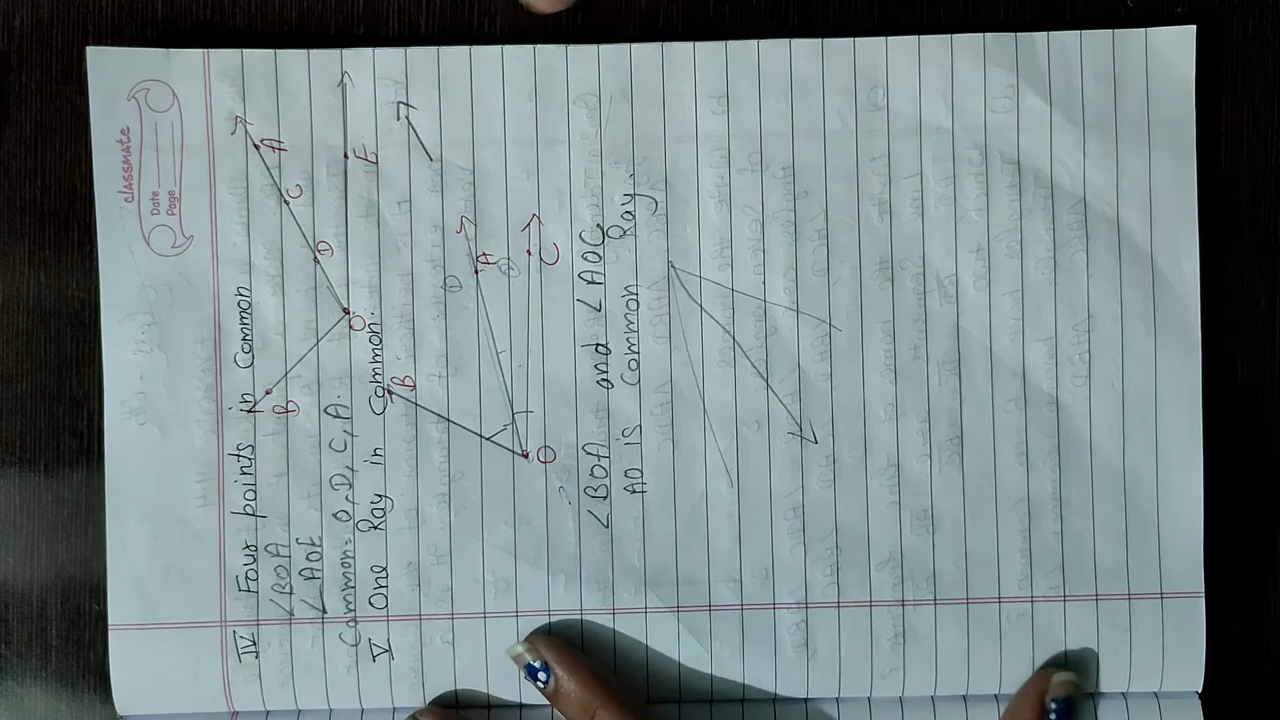 classmate
Date
Page
IV Four points in Common
∠BOA
∠AOE
Common = O, D, C, A.
A
C
D
O
B
E
V One Ray in Common.
B
A
O
C
∠BOA and ∠AOC
AO is Common Ray.